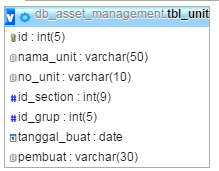 v db_asset_management.tbl_unit
id : int(5)
nama_unit : varchar(50)
no_unit : varchar(10)
# id_section : int(9)
# id_grup : int(5)
tanggal_buat : date
pembuat : varchar(30)